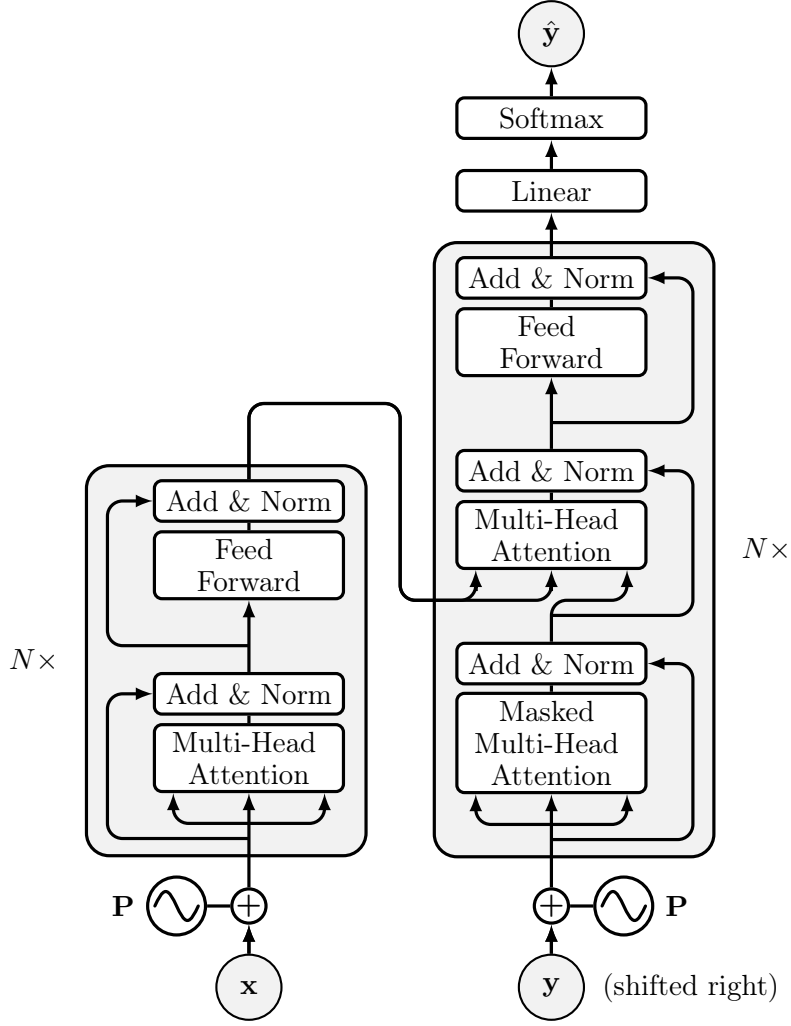 ŷ
Softmax
Linear
Add & Norm
Feed
Forward
Add & Norm
Multi-Head
Attention
N×
Add & Norm
Masked
Multi-Head
Attention
Add & Norm
Feed
Forward
N×
Add & Norm
Multi-Head
Attention
P
+
x
+
P
y
(shifted right)